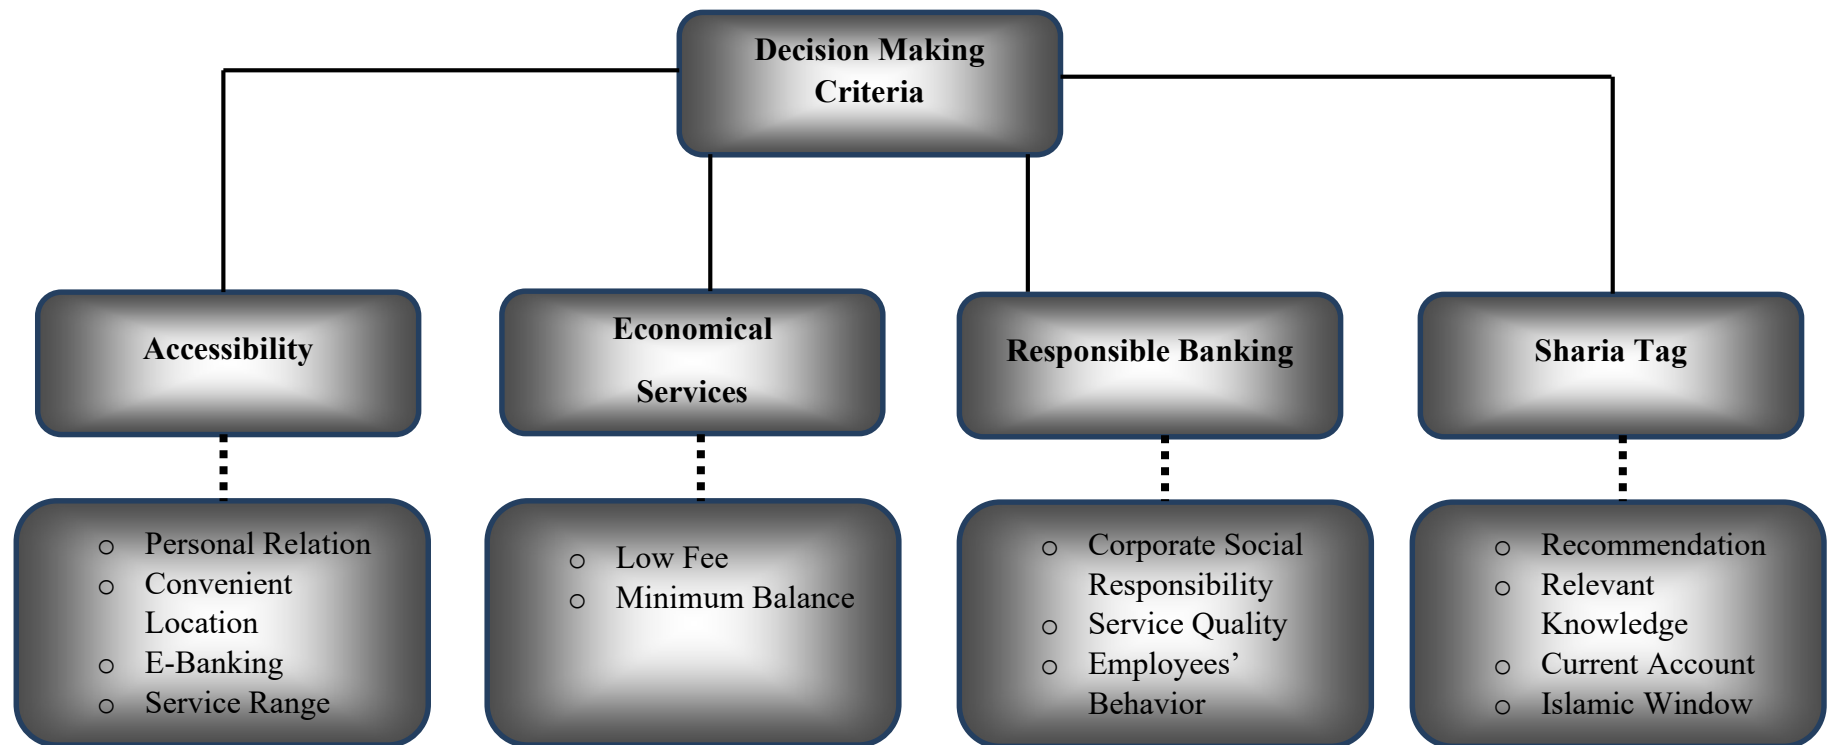 Decision Making
Criteria
Accessibility
Economical
Services
Responsible Banking
Sharia Tag
o Personal Relation
o Convenient
Location
o E-Banking
o Service Range
o Low Fee
o Minimum Balance
o Corporate Social
Responsibility
o Service Quality
o Employees’
Behavior
o Recommendation
o Relevant
Knowledge
o Current Account
o Islamic Window